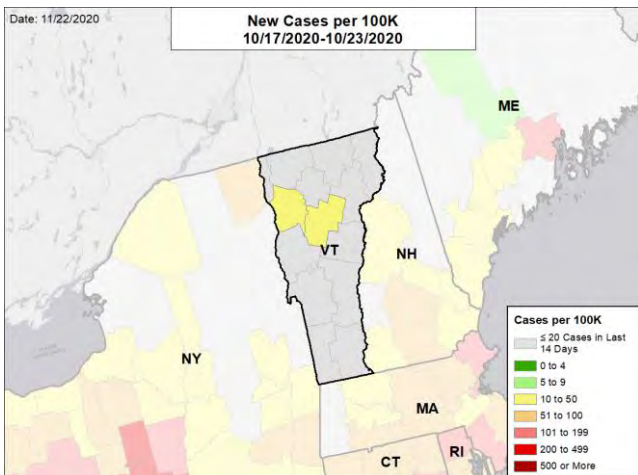 Date: 11/22/2020
New Cases per 100K
10/17/2020-10/23/2020
ME
VT
NH
NY
MA
CT
RI
Cases per 100K
≤ 20 Cases in Last
14 Days
0 to 4
5 to 9
10 to 50
51 to 100
101 to 199
200 to 499
500 or More